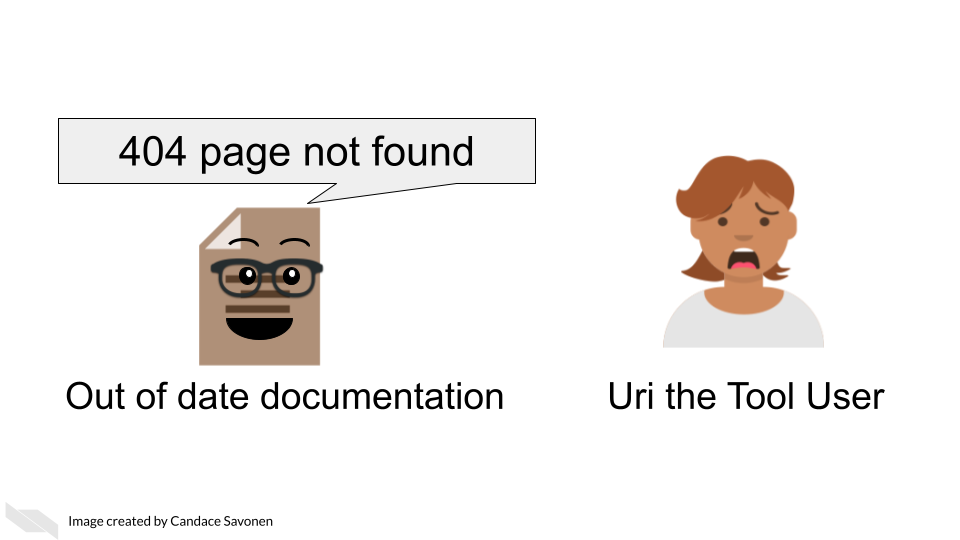 404 page not found
Out of date documentation
Uri the Tool User
Image created by Candace Savonen